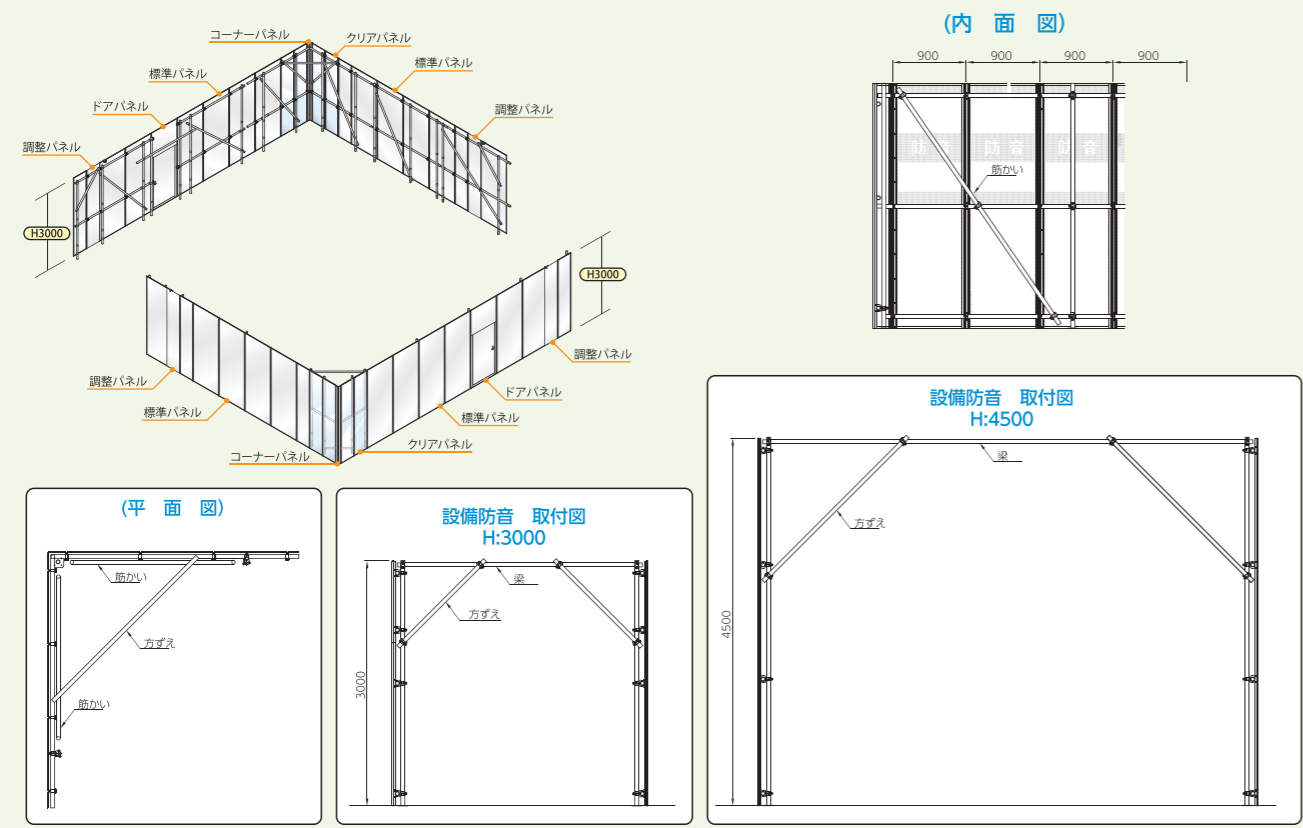 コーナーパネル
クリアパネル
標準パネル
標準パネル
ドアパネル
調整パネル
調整パネル
H3000
H3000
調整パネル
標準パネル
コーナーパネル
クリアパネル
標準パネル
ドアパネル
調整パネル
(内 面 図)
900
900
900
900
防 音
防 音
防 音
筋かい
(平 面 図)
筋かい
方ずえ
筋かい
設備防音 取付図
H:3000
梁
方ずえ
3000
設備防音 取付図
H:4500
梁
方ずえ
4500